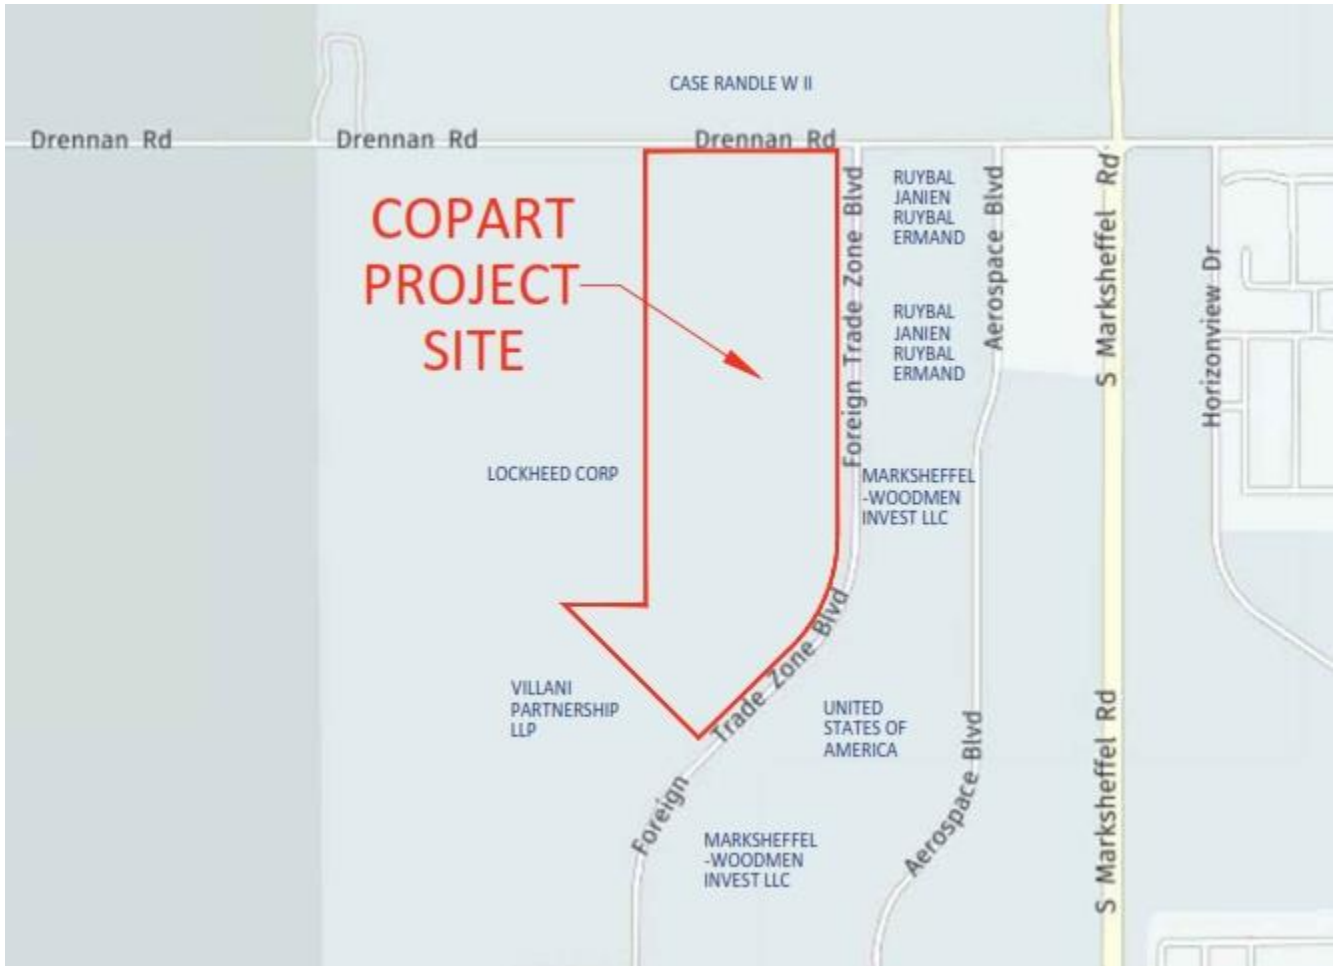 CASE RANDLE W II
Drennan Rd
Drennan Rd
Drennan Rd
COPART
PROJECT
SITE
Foreign Trade Zone Blvd
RUYBAL
JANIEN
RUYBAL
ERMAND
Aerospace Blvd
S Marksheffel Rd
Horizonview Dr
RUYBAL
JANIEN
RUYBAL
ERMAND
LOCKHEED CORP
MARKSHEFFEL
-WOODMEN
INVEST LLC
VILLANI
PARTNERSHIP
LLP
Foreign Trade Zone Blvd
UNITED
STATES OF
AMERICA
Aerospace Blvd
S Marksheffel Rd
MARKSHEFFEL
-WOODMEN
INVEST LLC